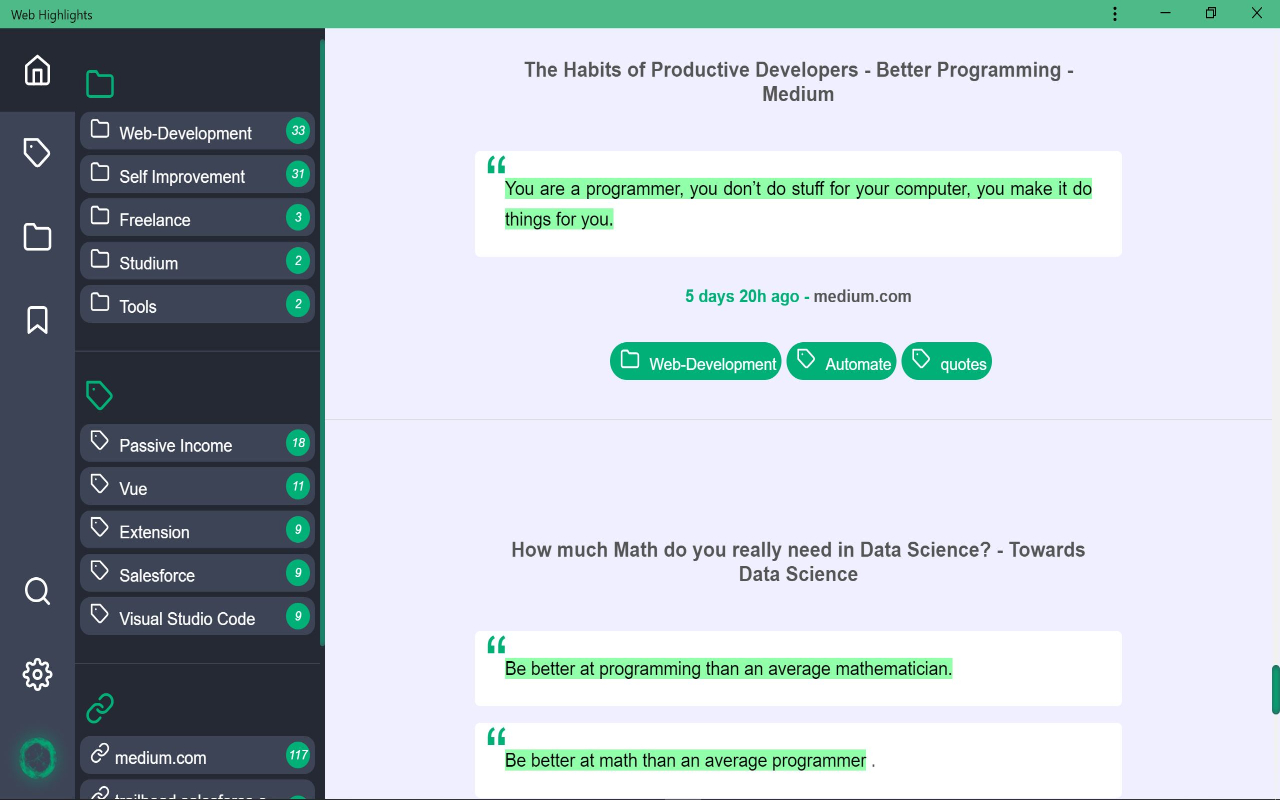 Web Highlights
Web-Development 33
Self Improvement 31
Freelance 3
Studium 2
Tools 2
Passive Income 18
Vue 11
Extension 9
Salesforce 9
Visual Studio Code 9
medium.com 117
The Habits of Productive Developers - Better Programming -
Medium
“
You are a programmer, you don’t do stuff for your computer, you make it do
things for you.
5 days 20h ago - medium.com
Web-Development Automate quotes
How much Math do you really need in Data Science? - Towards
Data Science
“
Be better at programming than an average mathematician.
“
Be better at math than an average programmer .